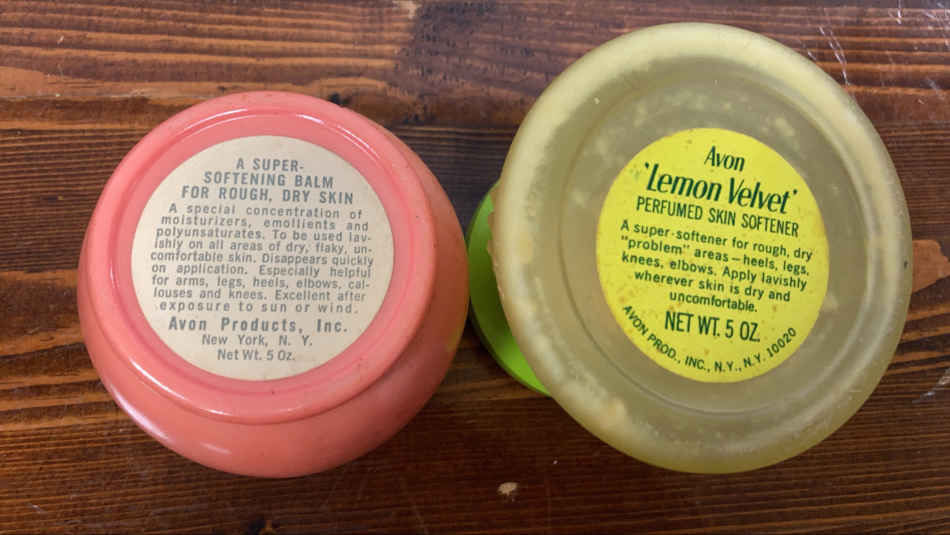 A SUPER-
SOFTENING BALM
FOR ROUGH, DRY SKIN
A special concentration of
moisturizers, emollients and
polyunsaturates. To be used lav-
ishly on all areas of dry, flaky, un-
comfortable skin. Disappears quickly
on application. Especially helpful
for arms, legs, heels, elbows, cal-
louses and knees. Excellent after
exposure to sun or wind.
Avon Products, Inc.
New York, N. Y.
Net Wt. 5 Oz.
Avon
'Lemon Velvet'
PERFUMED SKIN SOFTENER
A super-softener for rough, dry
"problem" areas—heels, legs,
knees, elbows. Apply lavishly
wherever skin is dry and
uncomfortable.
NET WT. 5 OZ.
AVON PROD., INC., N.Y., N.Y. 10020